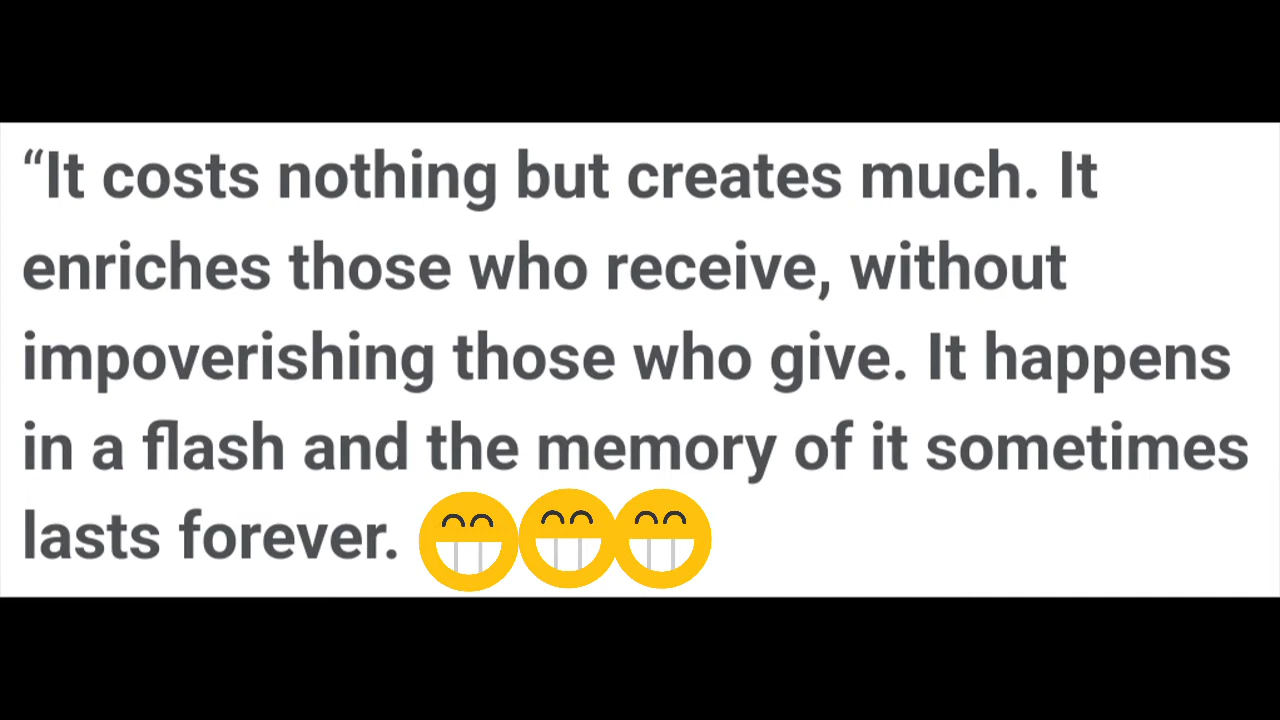 “It costs nothing but creates much. It
enriches those who receive, without
impoverishing those who give. It happens
in a flash and the memory of it sometimes
lasts forever.